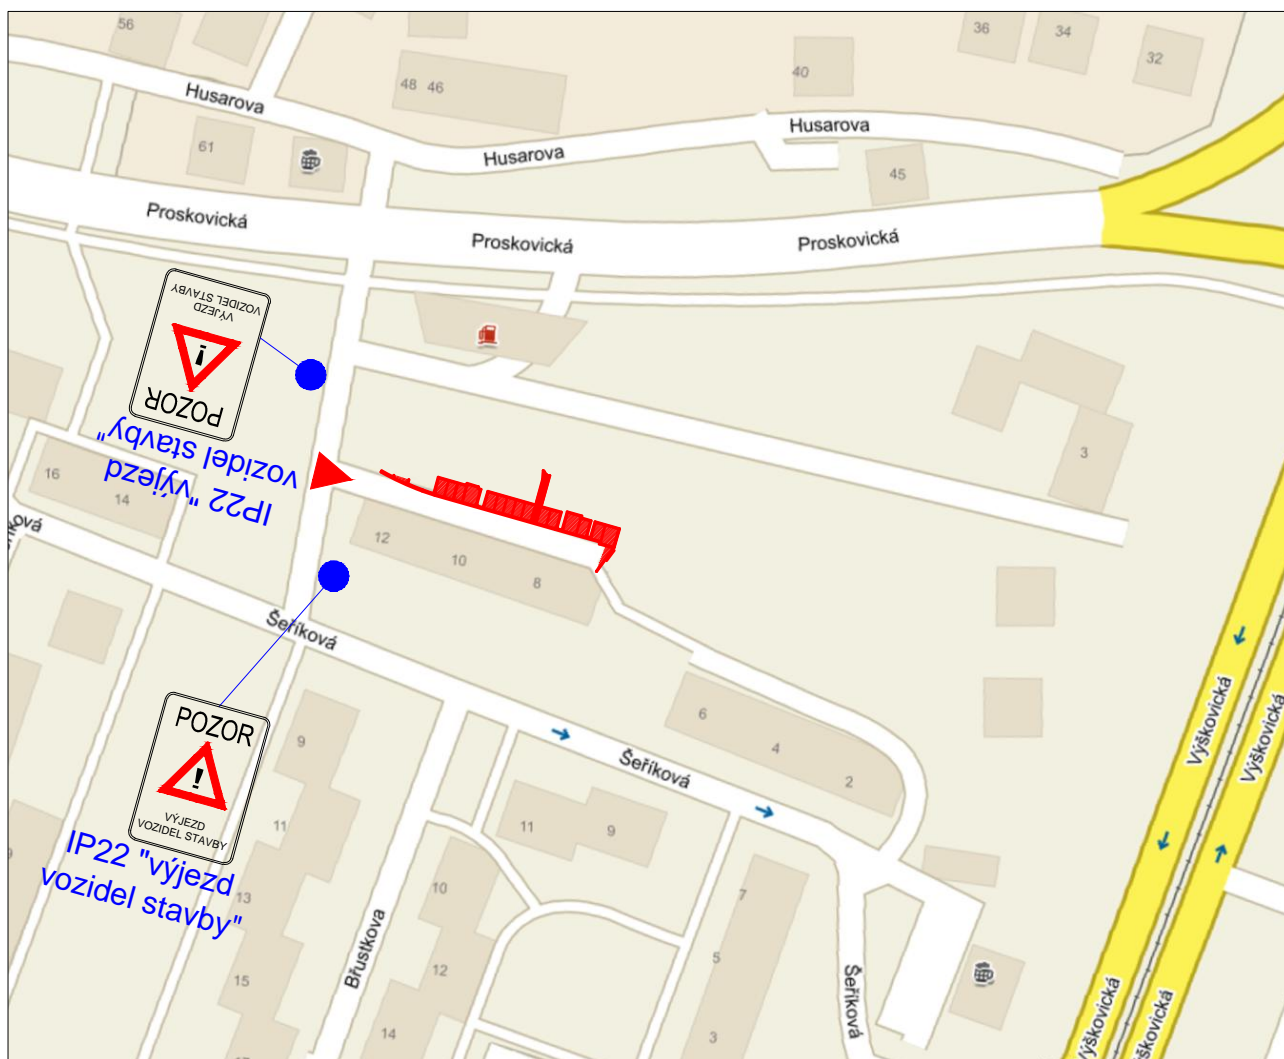 56
36
34
32
40
48 46
Husarova
Husarova
Husarova
61
45
Proskovická
Proskovická
Proskovická
POZOR
VÝJEZD
VOZIDEL STAVBY
IP22 "výjezd
vozidel stavby"
3
16
14
12
10
8
Šeříková
6
4
2
Šeříková
Výškovická
Výškovická
POZOR
VÝJEZD
VOZIDEL STAVBY
IP22 "výjezd
vozidel stavby"
9
11
13
15
11
9
10
12
14
7
5
3
Břustkova
Šeříková
Výškovická